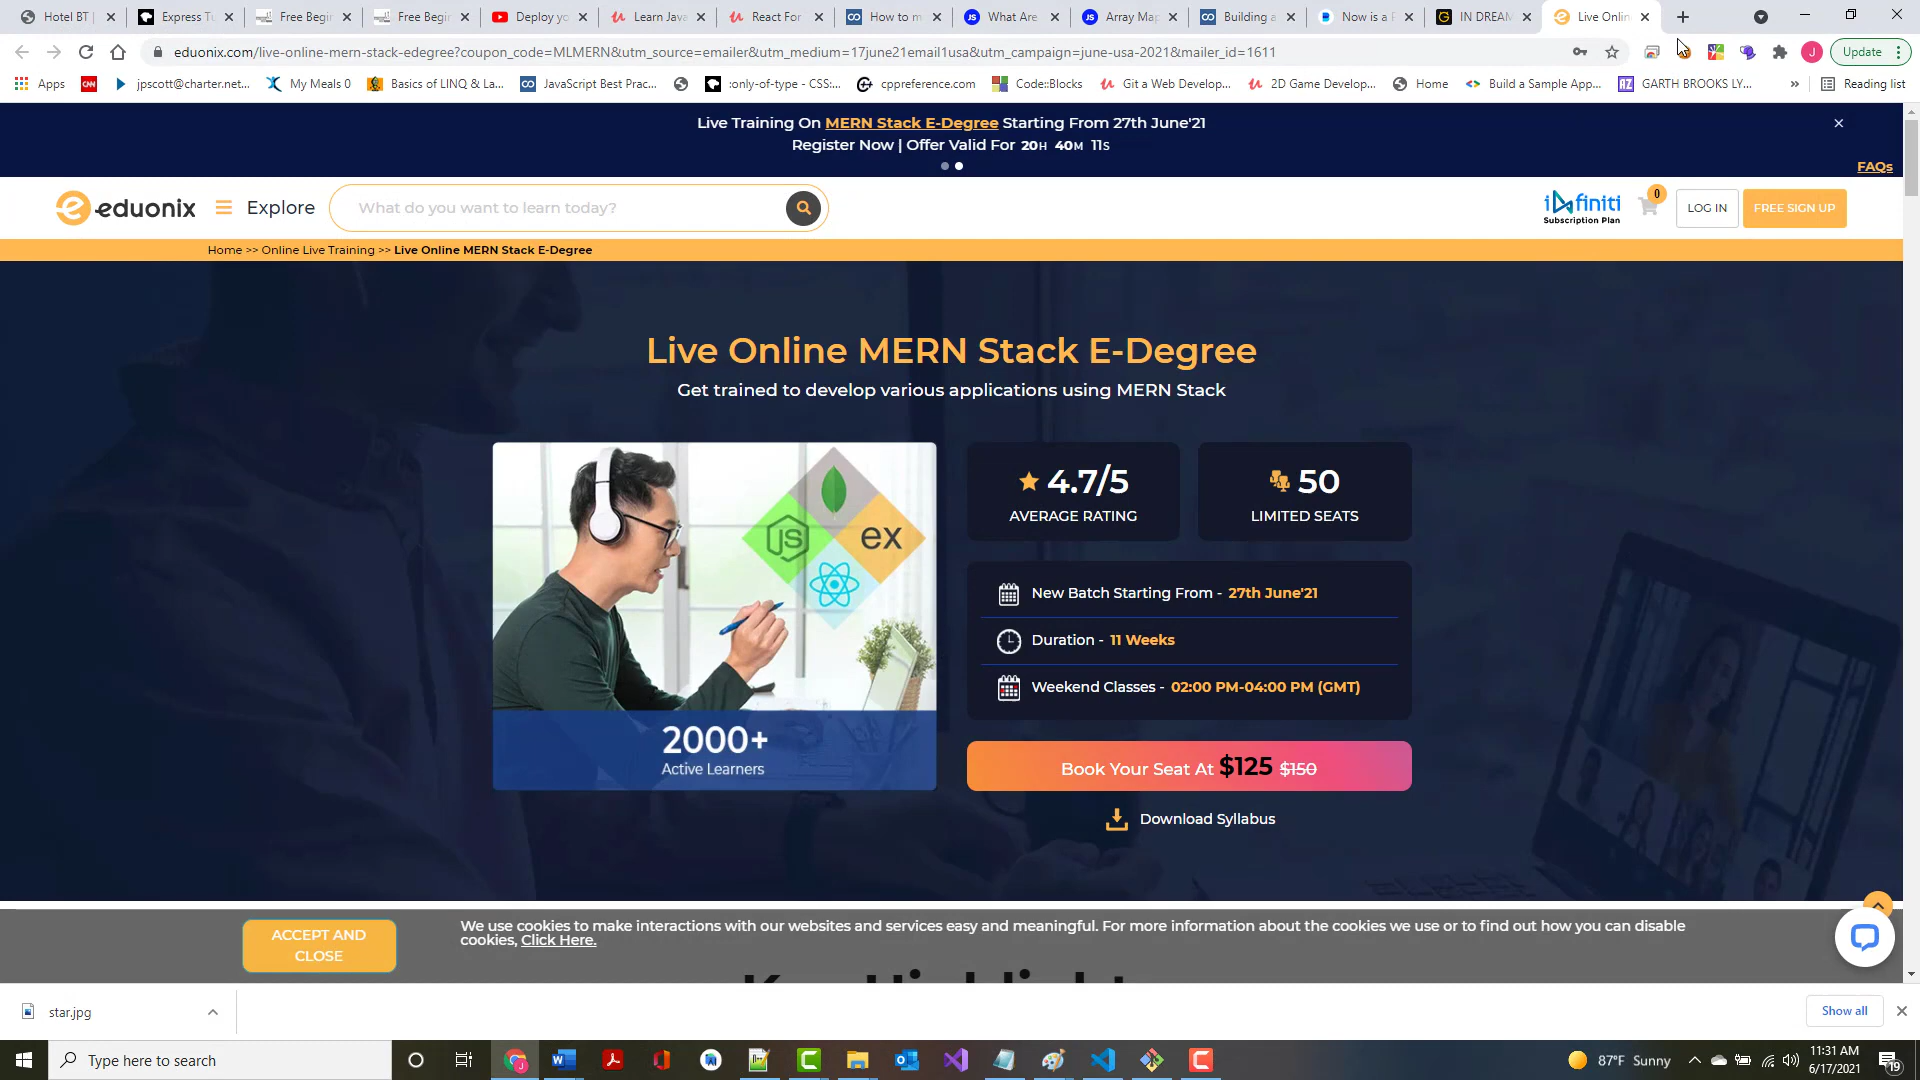 Hotel BT |
Express Tu
Free Begin
Free Begin
Deploy yo
Learn Java
React For
How to m
What Are
Array Map
Building a
Now is a F
IN DREAM
Live Onlin
eduonix.com/live-online-mern-stack-edegree?coupon_code=MLMERN&utm_source=emailer&utm_medium=17june21email1usa&utm_campaign=june-usa-2021&mailer_id=1611
J
Update
Apps
CNN
jpscott@charter.net...
My Meals 0
Basics of LINQ & La...
JavaScript Best Prac...
:only-of-type - CSS:...
cppreference.com
Code::Blocks
Git a Web Develop...
2D Game Develop...
Home
Build a Sample App...
GARTH BROOKS LY...
»
Reading list
Live Training On MERN Stack E-Degree Starting From 27th June'21
Register Now | Offer Valid For 20H 40M 11S
FAQs
eduonix
Explore
What do you want to learn today?
infiniti
Subscription Plan
0
LOG IN
FREE SIGN UP
Home >> Online Live Training >> Live Online MERN Stack E-Degree
Live Online MERN Stack E-Degree
Get trained to develop various applications using MERN Stack
JS
ex
4.7/5
AVERAGE RATING
50
LIMITED SEATS
New Batch Starting From - 27th June'21
Duration - 11 Weeks
Weekend Classes - 02:00 PM-04:00 PM (GMT)
2000+
Active Learners
Book Your Seat At $125 $150
Download Syllabus
ACCEPT AND
CLOSE
We use cookies to make interactions with our websites and services easy and meaningful. For more information about the cookies we use or to find out how you can disable
cookies, Click Here.
star.jpg
Show all
Type here to search
87°F Sunny
11:31 AM
6/17/2021
19